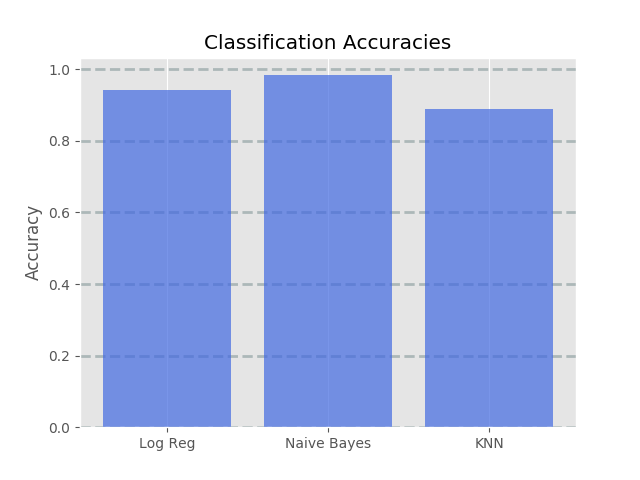 Classification Accuracies
Accuracy
1.0
0.8
0.6
0.4
0.2
0.0
Log Reg
Naive Bayes
KNN